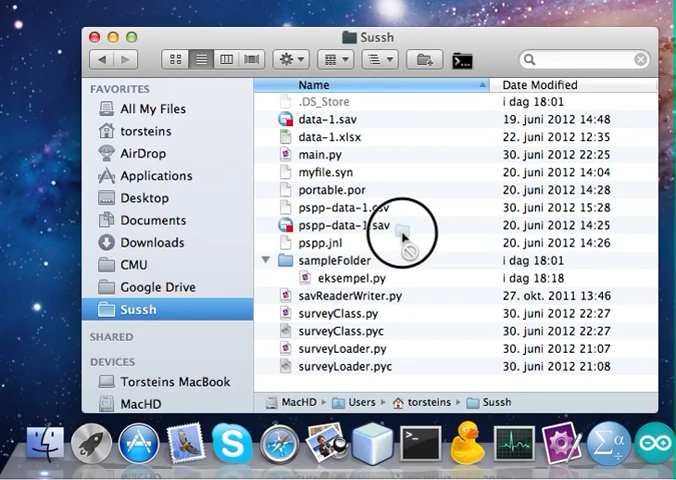 Sussh
Name
Date Modified
FAVORITES
All My Files
torsteins
AirDrop
Applications
Desktop
Documents
Downloads
CMU
Google Drive
Sussh
SHARED
DEVICES
Torsteins MacBook
MacHD
.DS_Store i dag 18:01
data-1.sav 19. juni 2012 14:48
data-1.xlsx 22. juni 2012 12:35
main.py 30. juni 2012 22:25
myfile.syn 20. juni 2012 14:04
portable.por 20. juni 2012 14:28
pspp-data-1.csv 30. juni 2012 15:28
pspp-data-1.sav 20. juni 2012 14:25
pspp.jnl 20. juni 2012 14:26
sampleFolder i dag 18:01
eksempel.py i dag 18:18
savReaderWriter.py 27. okt. 2011 13:46
surveyClass.py 30. juni 2012 22:27
surveyClass.pyc 30. juni 2012 22:27
surveyLoader.py 30. juni 2012 21:07
surveyLoader.pyc 30. juni 2012 21:08
MacHD ▸ Users ▸ torsteins ▸ Sussh